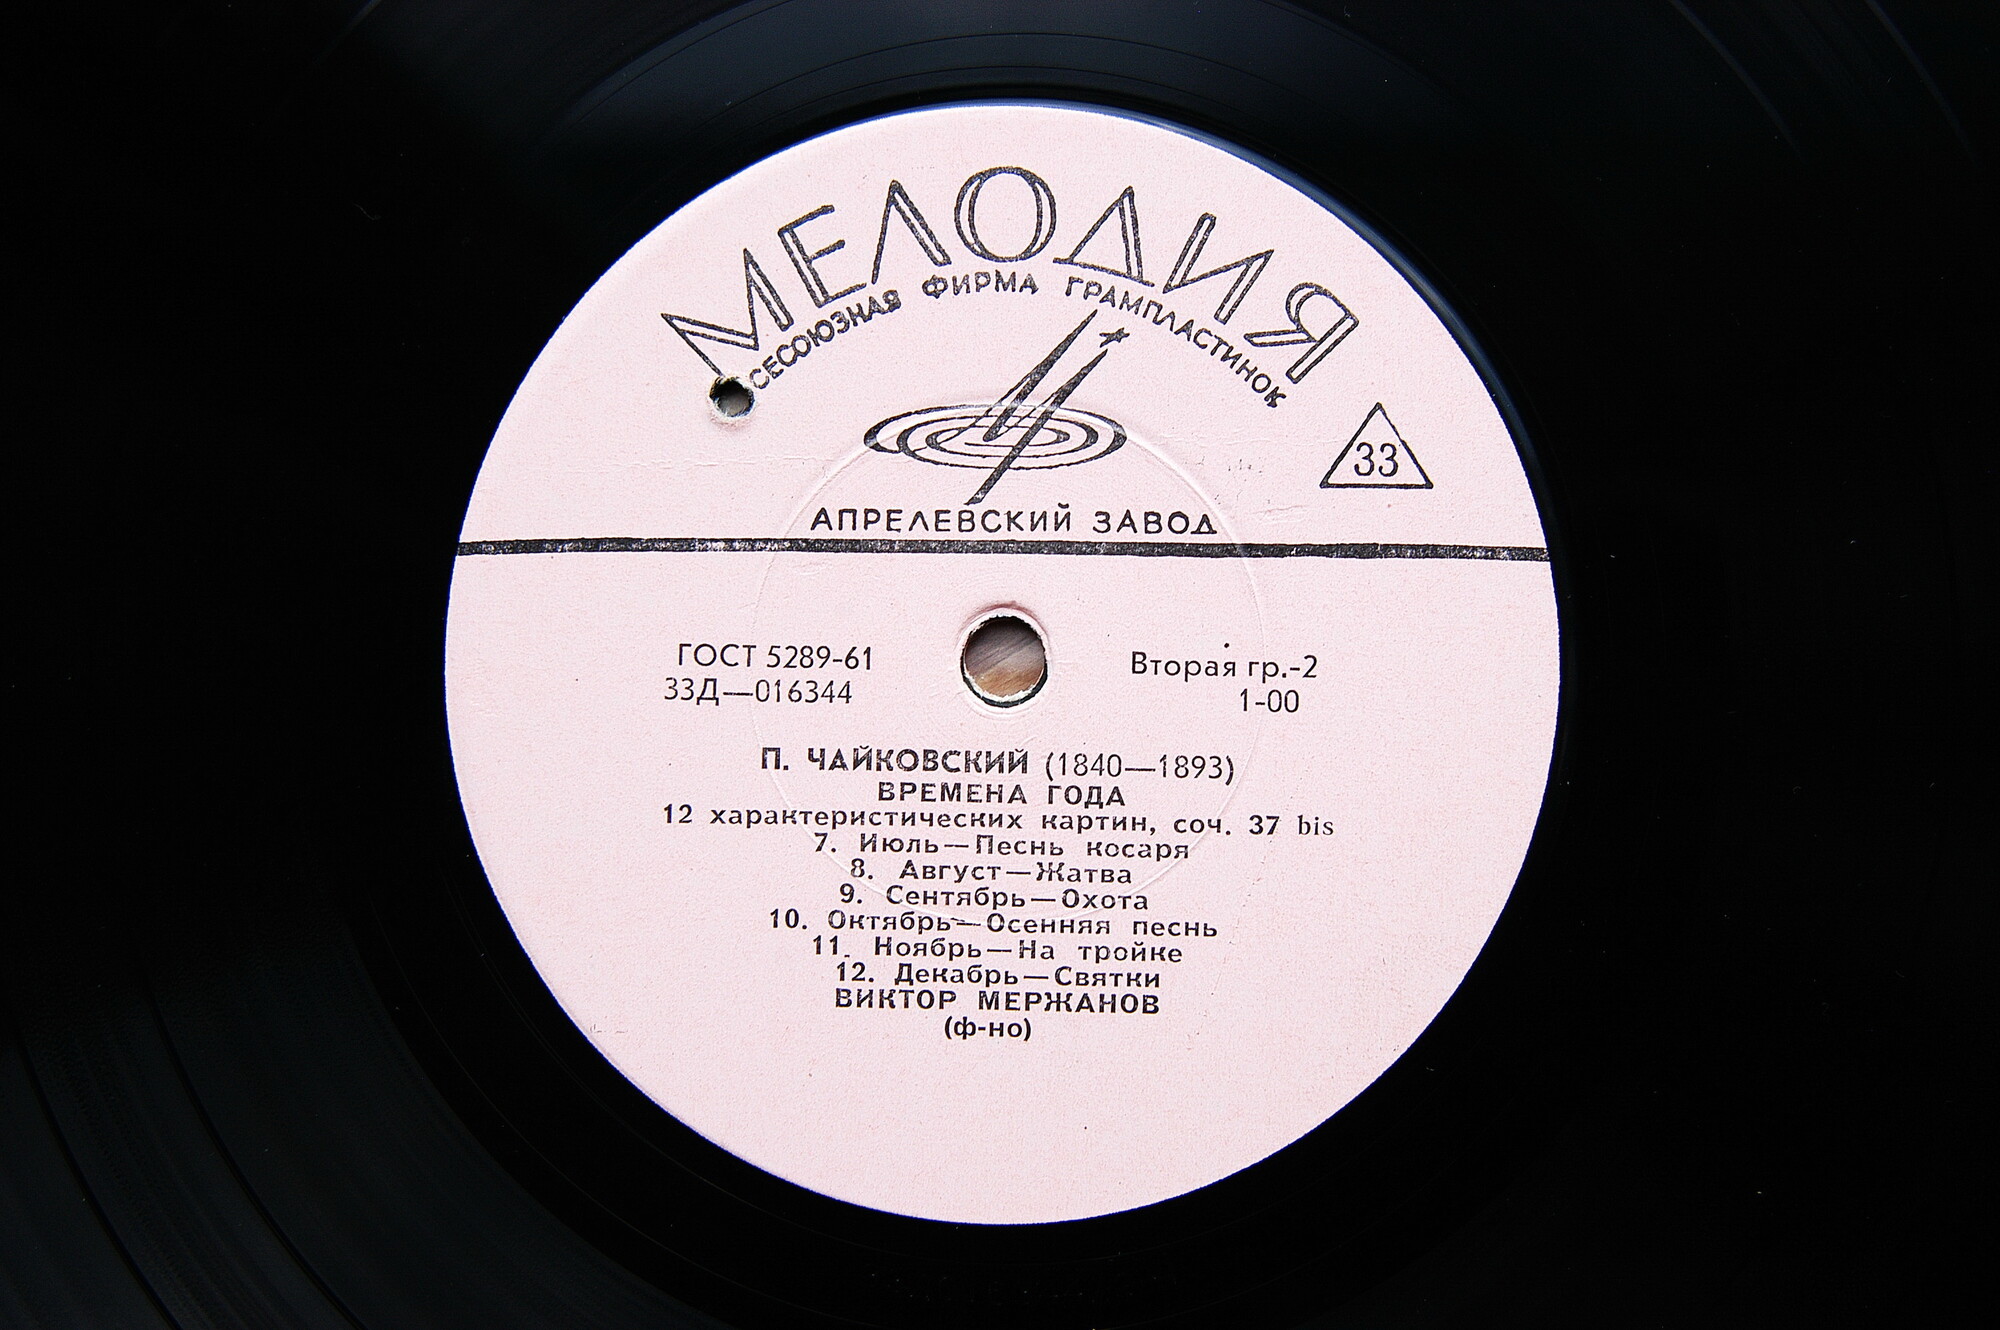 МЕЛОДИЯ
СЕСОЮЗНАЯ ФИРМА ГРАМПЛАСТИНОК
33
АПРЕЛЕВСКИЙ ЗАВОД
ГОСТ 5289-61
33Д—016344
Вторая гр.-2
1-00
П. ЧАЙКОВСКИЙ (1840—1893)
ВРЕМЕНА ГОДА
12 характеристических картин, соч. 37 bis
7. Июль—Песнь косаря
8. Август—Жатва
9. Сентябрь—Охота
10. Октябрь—Осенняя песнь
11. Ноябрь—На тройке
12. Декабрь—Святки
ВИКТОР МЕРЖАНОВ
(ф-но)